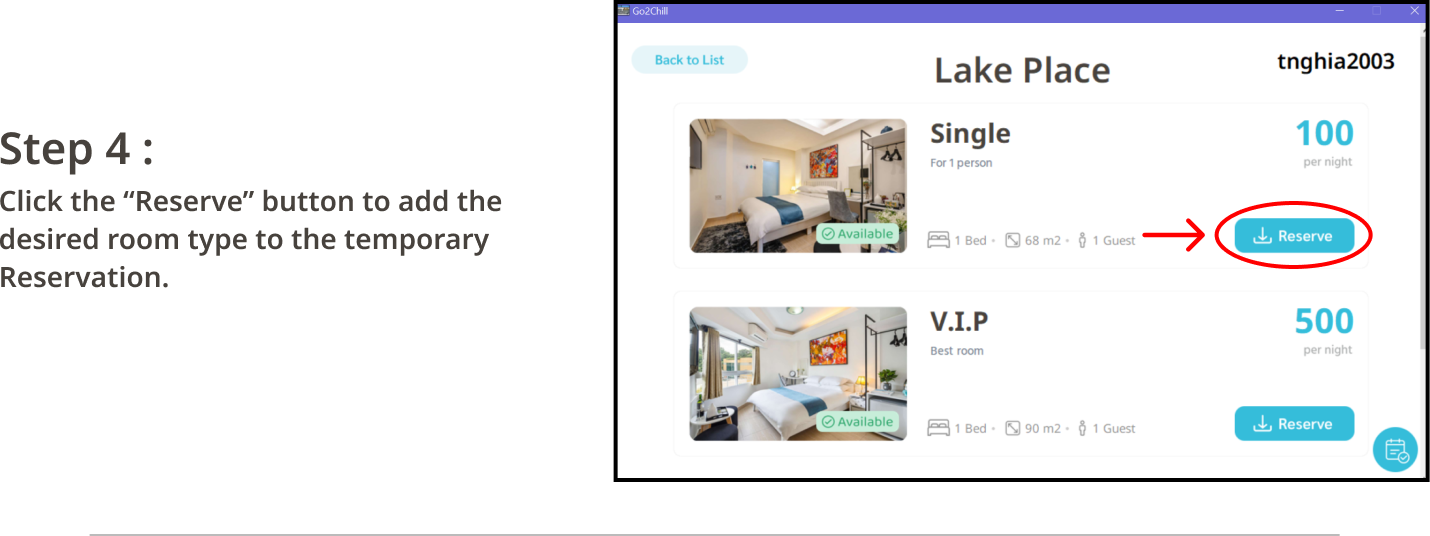 Step 4 :
Click the “Reserve” button to add the
desired room type to the temporary
Reservation.
Go2Chill
Back to List
Lake Place
tnghia2003
Single
100
For 1 person
per night
Available
1 Bed • 68 m2 • 1 Guest
Reserve
V.I.P
500
Best room
per night
Available
1 Bed • 90 m2 • 1 Guest
Reserve